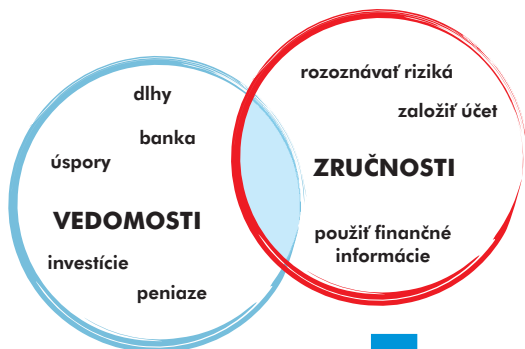 dlhy
banka
úspory
VEDOMOSTI
investície
peniaze
rozoznávať riziká
založiť účet
ZRUČNOSTI
použiť finančné
informácie